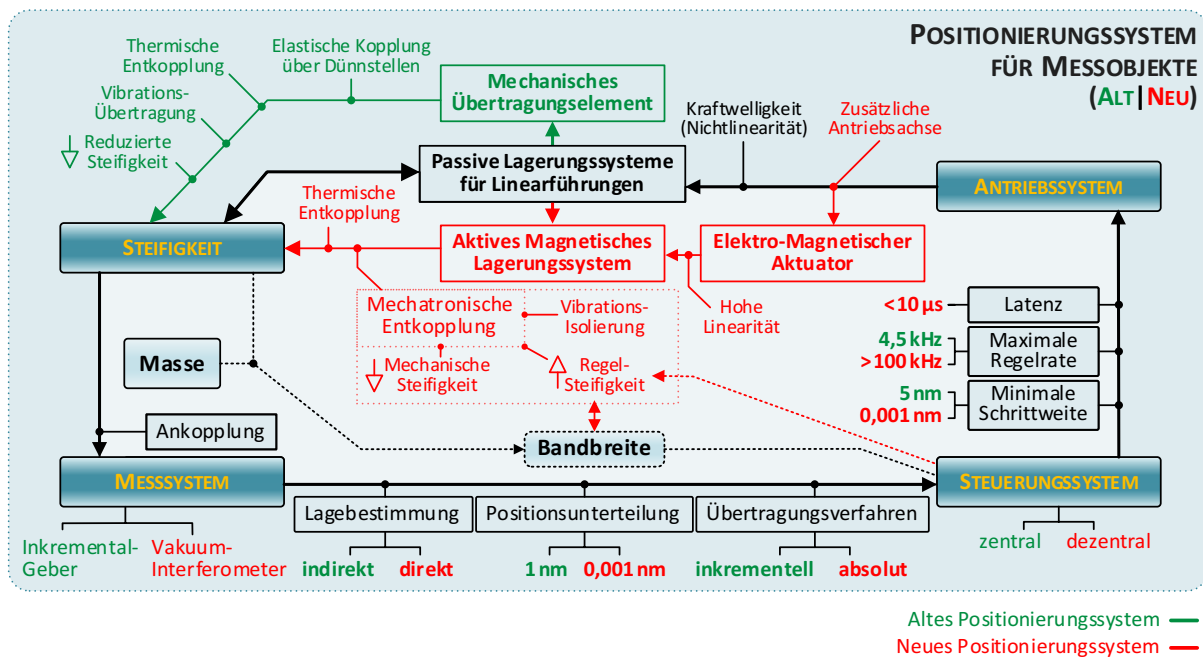 POSITIONIERUNGSSYSTEM
FÜR MESSOBJEKTE
(ALT|NEU)
Thermische
Entkopplung
Elastische Kopplung
über Dünnstellen
Mechanisches
Übertragungselement
Vibrations-
Übertragung
Reduzierte
Steifigkeit
Kraftwelligkeit
(Nichtlinearität)
Zusätzliche
Antriebsachse
Passive Lagerungssysteme
für Linearführungen
ANTRIEBSSYSTEM
Thermische
Entkopplung
STEIFIGKEIT
Aktives Magnetisches
Lagerungssystem
Elektro-Magnetischer
Aktuator
Mechatronische
Entkopplung
Vibrations-
Isolierung
Hohe
Linearität
<10 µs
Latenz
Masse
Mechanische
Steifigkeit
Regel-
Steifigkeit
4,5 kHz
>100 kHz
Maximale
Regelrate
5 nm
0,001 nm
Minimale
Schrittweite
Ankopplung
Bandbreite
MESSSYSTEM
STEUERUNGSSYSTEM
Lagebestimmung
Positionsunterteilung
Übertragungsverfahren
Inkremental-
Geber
Vakuum-
Interferometer
indirekt
direkt
1 nm
0,001 nm
inkrementell
absolut
zentral
dezentral
Altes Positionierungssystem
Neues Positionierungssystem